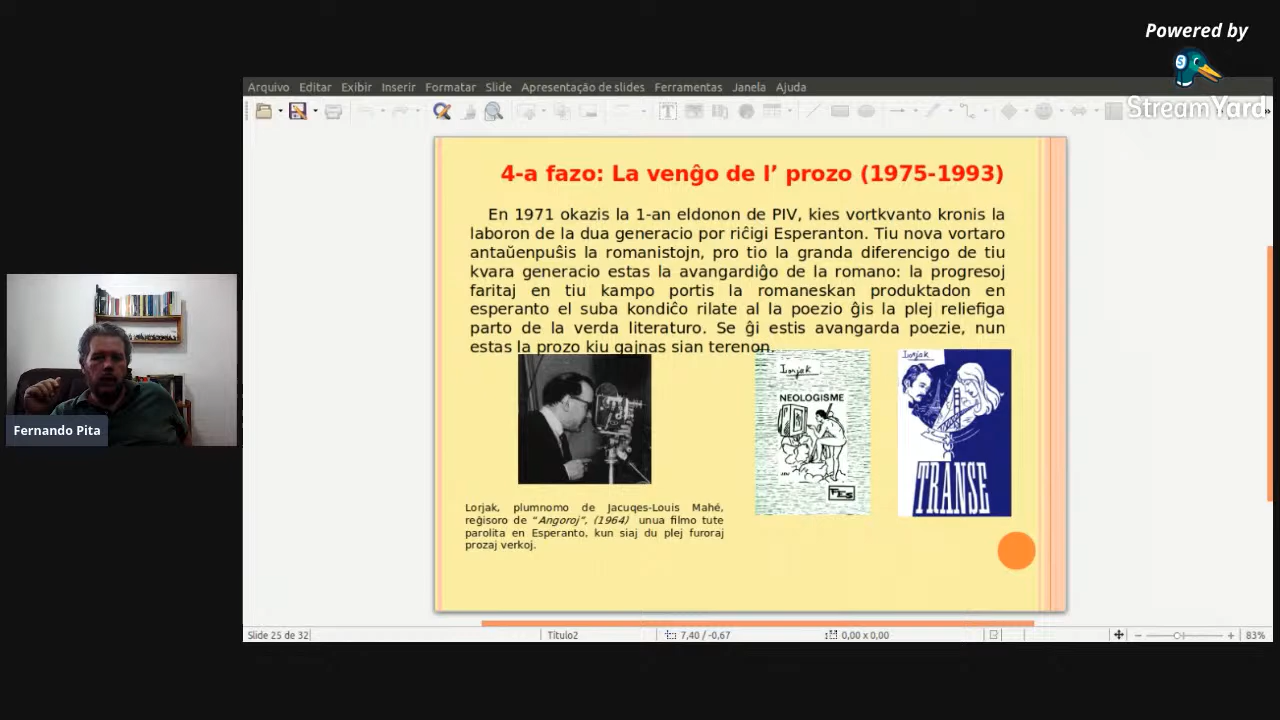 Powered by
StreamYard
Arquivo Editar Exibir Inserir Formatar Slide Apresentação de slides Ferramentas Janela Ajuda
4-a fazo: La venĝo de l’ prozo (1975-1993)
En 1971 okazis la 1-an eldonon de PIV, kies vortkvanto kronis la
laboron de la dua generacio por riĉigi Esperanton. Tiu nova vortaro
antaŭenpuŝis la romanistojn, pro tio la granda diferencigo de tiu
kvara generacio estas la avangardiĝo de la romano: la progresoj
faritaj en tiu kampo portis la romaneskan produktadon en
esperanto el suba kondiĉo rilate al la poezio ĝis la plej reliefiga
parto de la verda literaturo. Se ĝi estis avangarda poezie, nun
estas la prozo kiu gajnas sian terenon.
Lorjak
NEOLOGISME
FES
Lorjak
TRANSE
Fernando Pita
Lorjak, plumnomo de Jacuqes-Louis Mahé,
reĝisoro de “Angoroj”, (1964) unua filmo tute
parolita en Esperanto, kun siaj du plej furoraj
prozaj verkoj.
Slide 25 de 32
Título2
7,40 / -0,67
0,00 x 0,00
83%